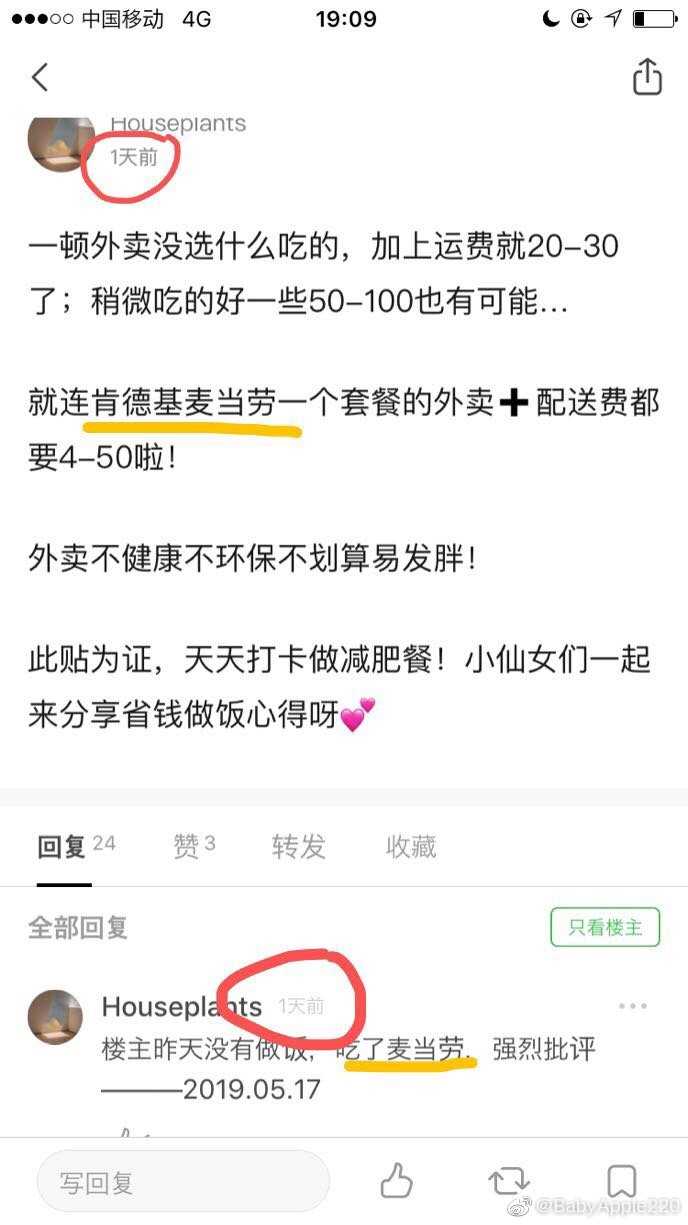 中国移动 4G 19:09
Houseplants
1天前
一顿外卖没选什么吃的，加上运费就20-30
了；稍微吃的好一些50-100也有可能...
就连肯德基麦当劳一个套餐的外卖➕配送费都
要4-50啦！
外卖不健康不环保不划算易发胖！
此贴为证，天天打卡做减肥餐！小仙女们一起
来分享省钱做饭心得呀💕
回复 24 赞 3 转发 收藏
全部回复 只看楼主
Houseplants 1天前
楼主昨天没有做饭，吃了麦当劳．强烈批评
———2019.05.17
写回复
@BabyApple220